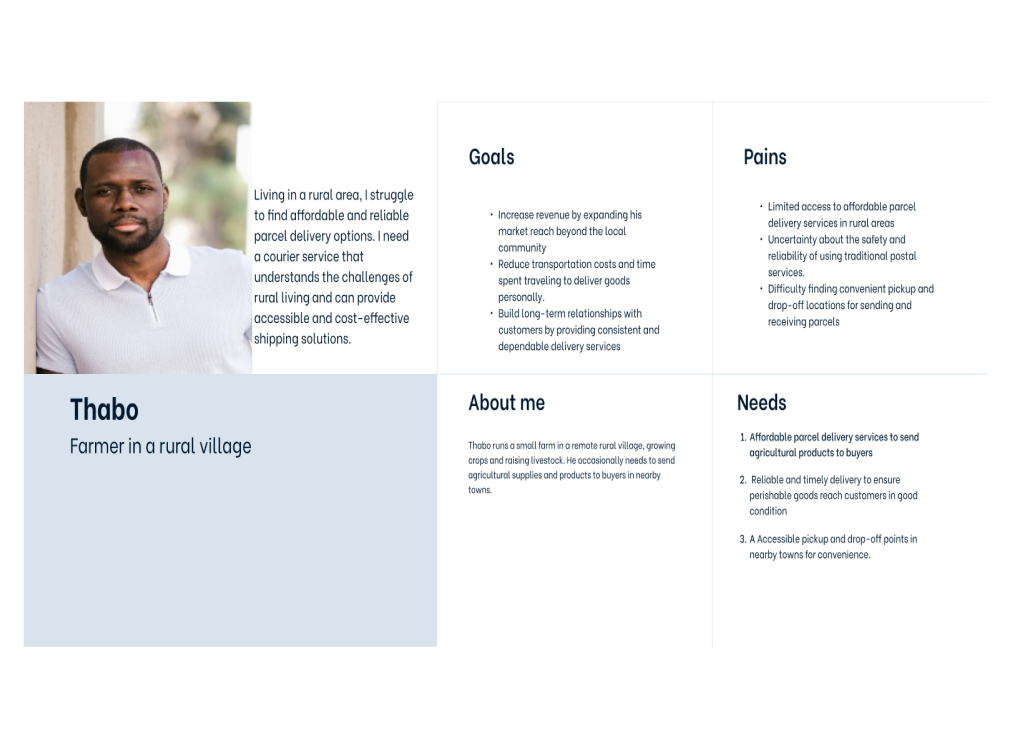 Living in a rural area, I struggle
to find affordable and reliable
parcel delivery options. I need
a courier service that
understands the challenges of
rural living and can provide
accessible and cost-effective
shipping solutions.
Goals
• Increase revenue by expanding his
market reach beyond the local
community
• Reduce transportation costs and time
spent traveling to deliver goods
personally.
• Build long-term relationships with
customers by providing consistent and
dependable delivery services
Pains
• Limited access to affordable parcel
delivery services in rural areas
• Uncertainty about the safety and
reliability of using traditional postal
services.
• Difficulty finding convenient pickup and
drop-off locations for sending and
receiving parcels
Thabo
Farmer in a rural village
About me
Thabo runs a small farm in a remote rural village, growing
crops and raising livestock. He occasionally needs to send
agricultural supplies and products to buyers in nearby
towns.
Needs
1. Affordable parcel delivery services to send
agricultural products to buyers
2. Reliable and timely delivery to ensure
perishable goods reach customers in good
condition
3. A Accessible pickup and drop-off points in
nearby towns for convenience.